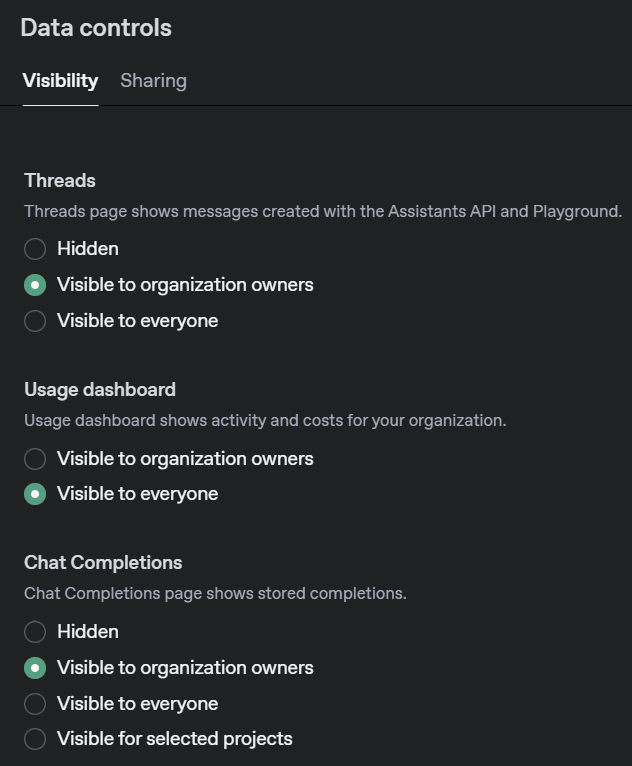 Data controls
Visibility Sharing
Threads
Threads page shows messages created with the Assistants API and Playground.
Hidden
Visible to organization owners
Visible to everyone
Usage dashboard
Usage dashboard shows activity and costs for your organization.
Visible to organization owners
Visible to everyone
Chat Completions
Chat Completions page shows stored completions.
Hidden
Visible to organization owners
Visible to everyone
Visible for selected projects